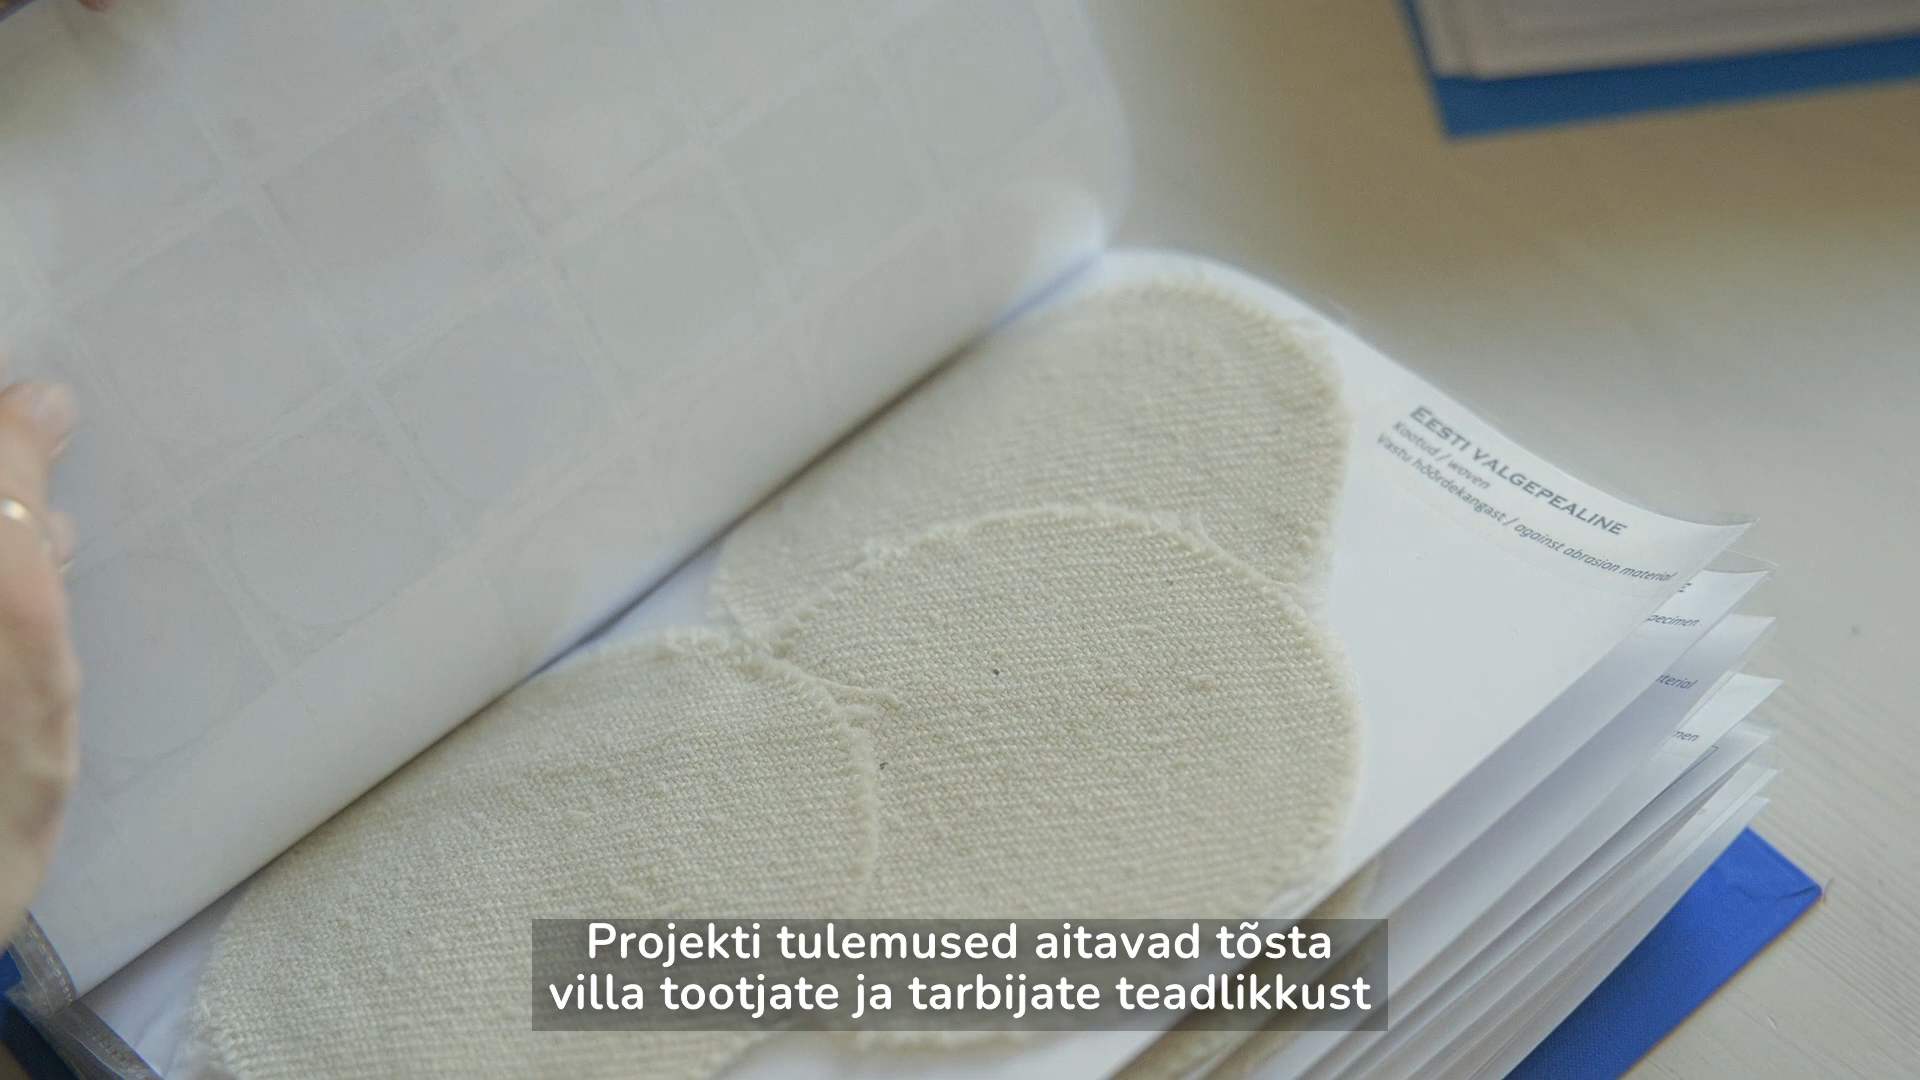 EESTI VALGEPEALINE
Kootud / woven
Vastu hõõrdekangast / against abrasion material
Projekti tulemused aitavad tõsta
villa tootjate ja tarbijate teadlikkust